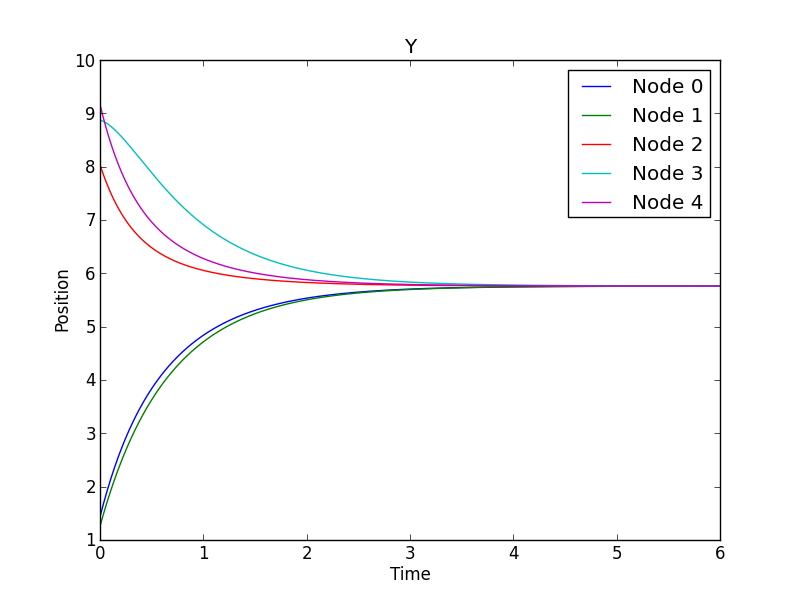 Y
10
9
8
7
6
5
4
3
2
1
Position
0 1 2 3 4 5 6
Time
Node 0
Node 1
Node 2
Node 3
Node 4